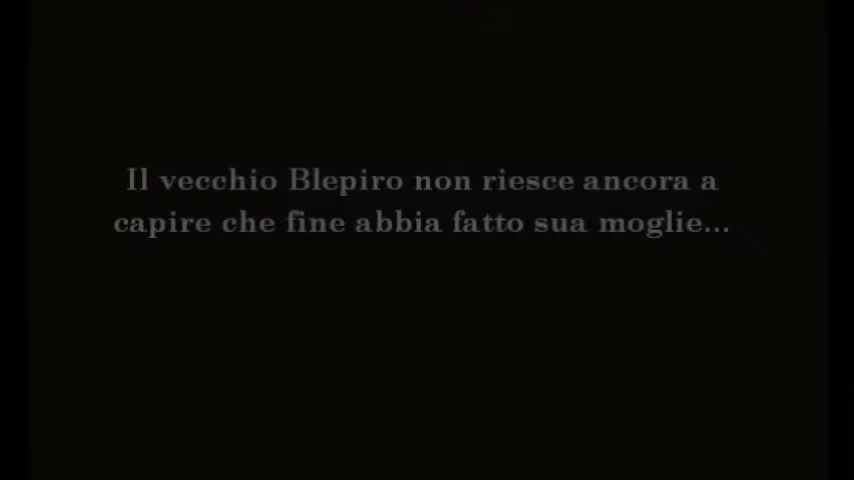 Il vecchio Blepiro non riesce ancora a
capire che fine abbia fatto sua moglie...